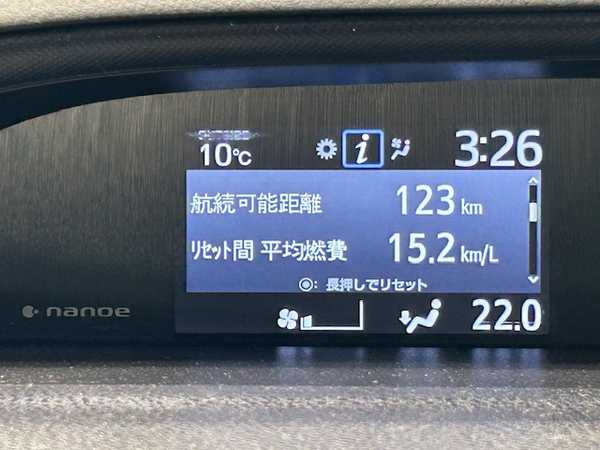 10℃
i
3:26
航続可能距離 123 km
リセット間 平均燃費 15.2 km/L
◎: 長押しでリセット
nanoe
22.0